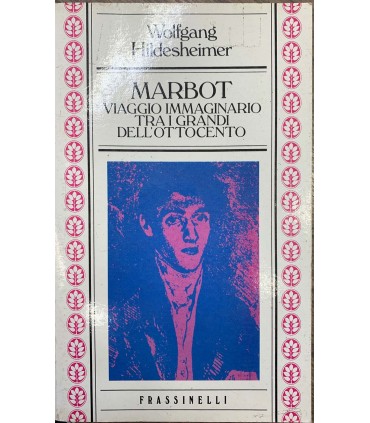 Wolfgang
Hildesheimer
MARBOT
VIAGGIO IMMAGINARIO
TRA I GRANDI
DELL'OTTOCENTO
FRASSINELLI